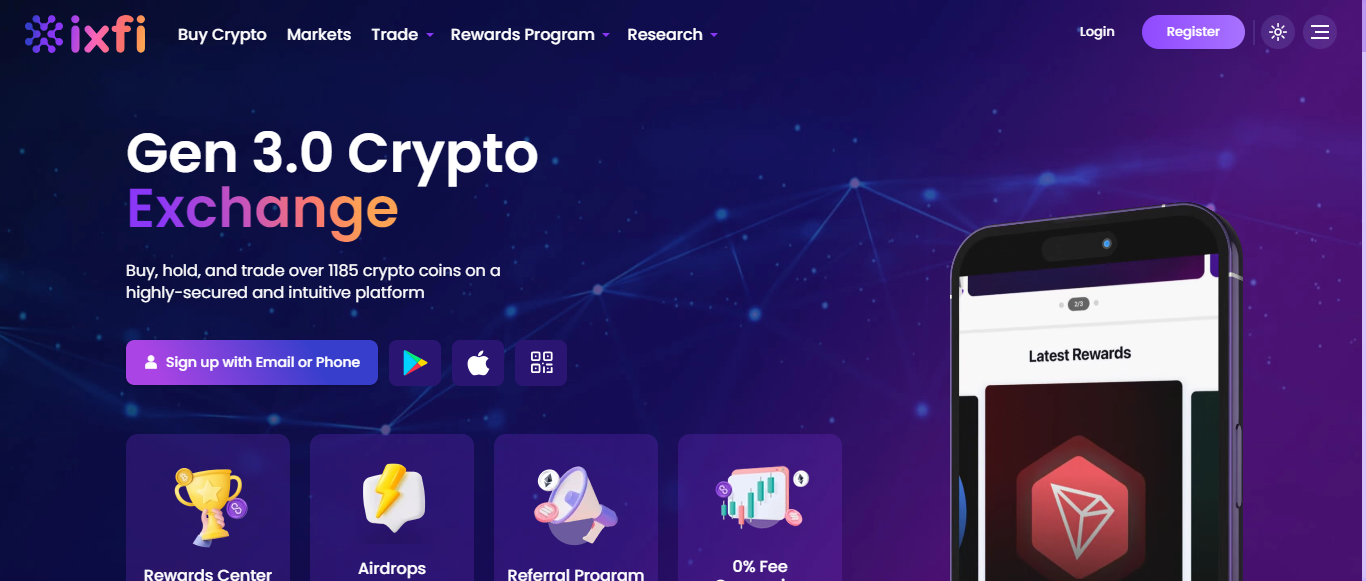 ixfi
Buy Crypto
Markets
Trade
Rewards Program
Research
Login
Register
Gen 3.0 Crypto
Exchange
Buy, hold, and trade over 1185 crypto coins on a
highly-secured and intuitive platform
Sign up with Email or Phone
2/3
Latest Rewards
Rewards Center
Airdrops
Referral Program
0% Fee